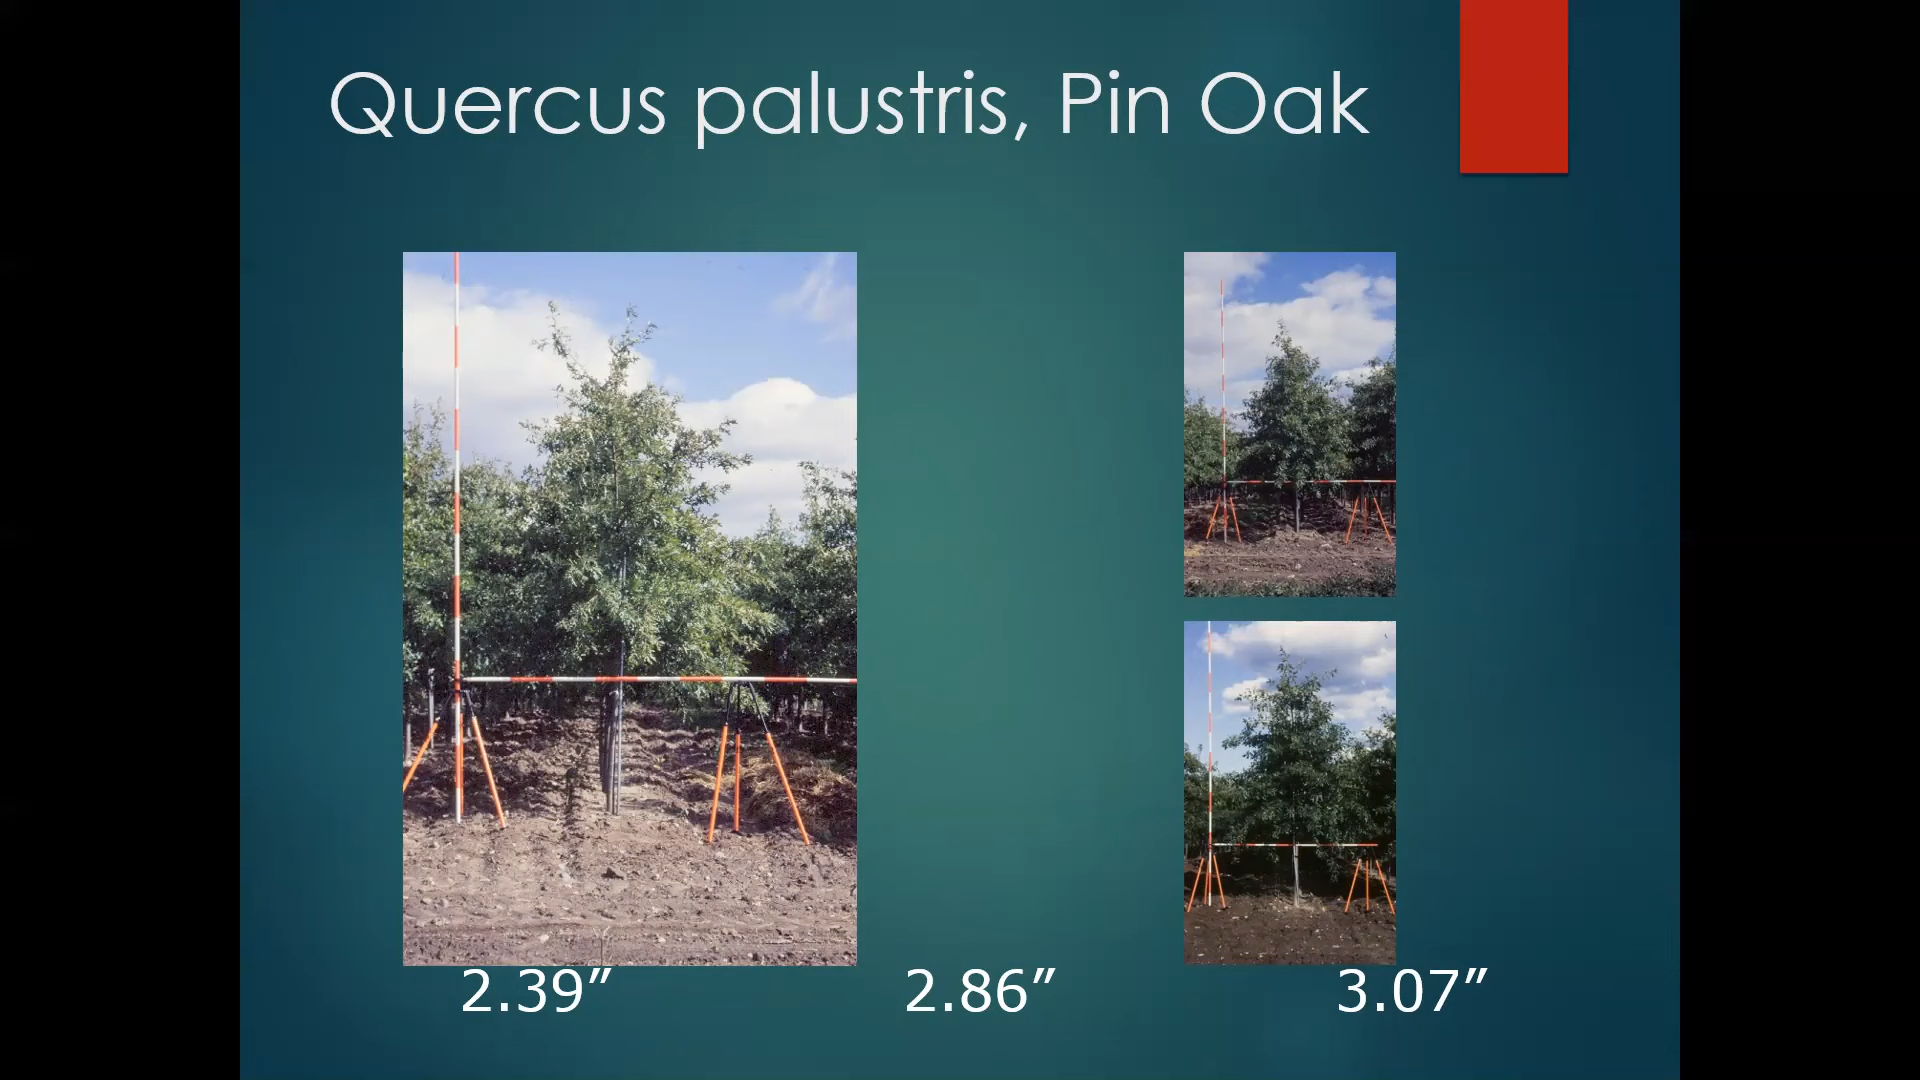 Quercus palustris, Pin Oak
2.39” 2.86” 3.07”